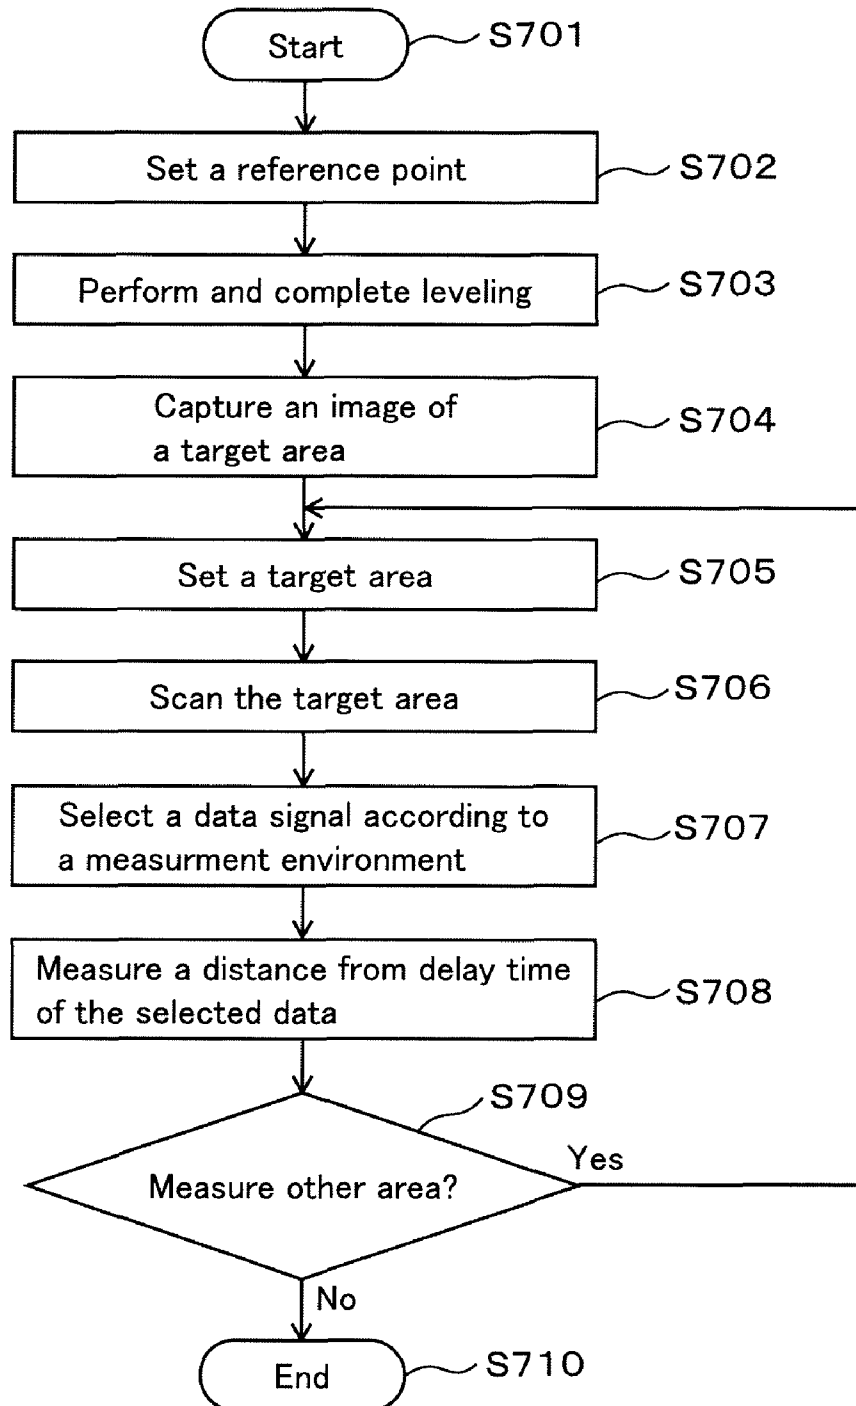 Start
S701
Set a reference point
S702
Perform and complete leveling
S703
Capture an image of
a target area
S704
Set a target area
S705
Scan the target area
S706
Select a data signal according to
a measurment environment
S707
Measure a distance from delay time
of the selected data
S708
S709
Measure other area?
Yes
No
End
S710